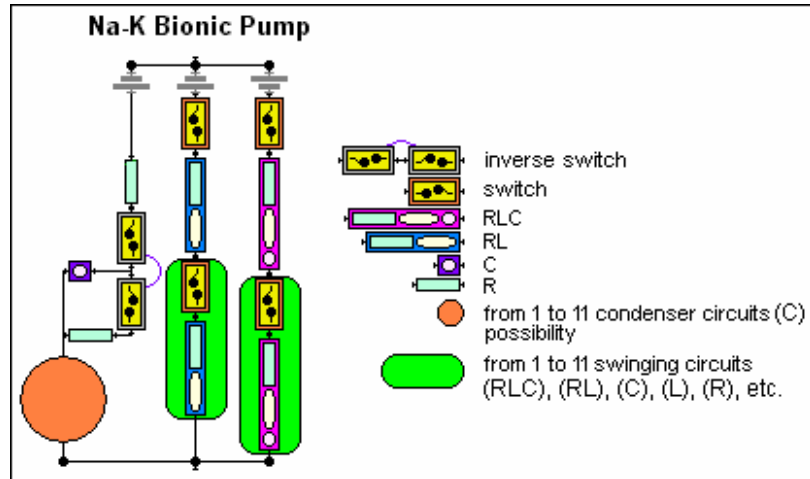 Na-K Bionic Pump
inverse switch
switch
RLC
RL
C
R
from 1 to 11 condenser circuits (C)
possibility
from 1 to 11 swinging circuits
(RLC), (RL), (C), (L), (R), etc.